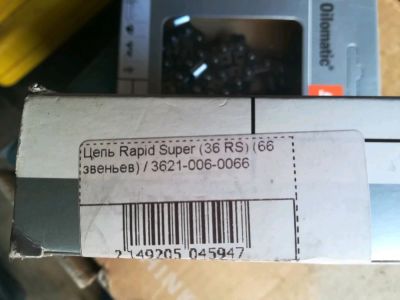 Oilomatic®
Цепь Rapid Super (36 RS) (66
звеньев) / 3621-006-0066
2 149205 045947